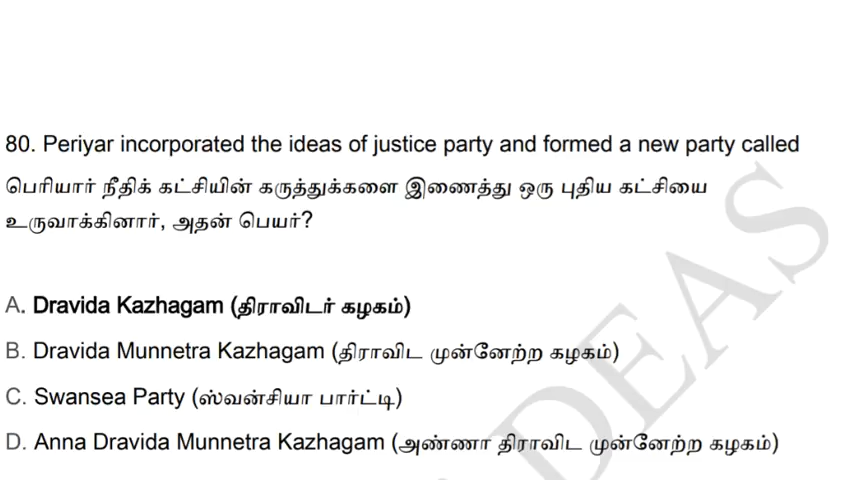 80. Periyar incorporated the ideas of justice party and formed a new party called
பெரியார் நீதிக் கட்சியின் கருத்துக்களை இணைத்து ஒரு புதிய கட்சியை
உருவாக்கினார், அதன் பெயர்?
A. Dravida Kazhagam (திராவிடர் கழகம்)
B. Dravida Munnetra Kazhagam (திராவிட முன்னேற்ற கழகம்)
C. Swansea Party (ஸ்வன்சியா பார்ட்டி)
D. Anna Dravida Munnetra Kazhagam (அண்ணா திராவிட முன்னேற்ற கழகம்)
DEAS